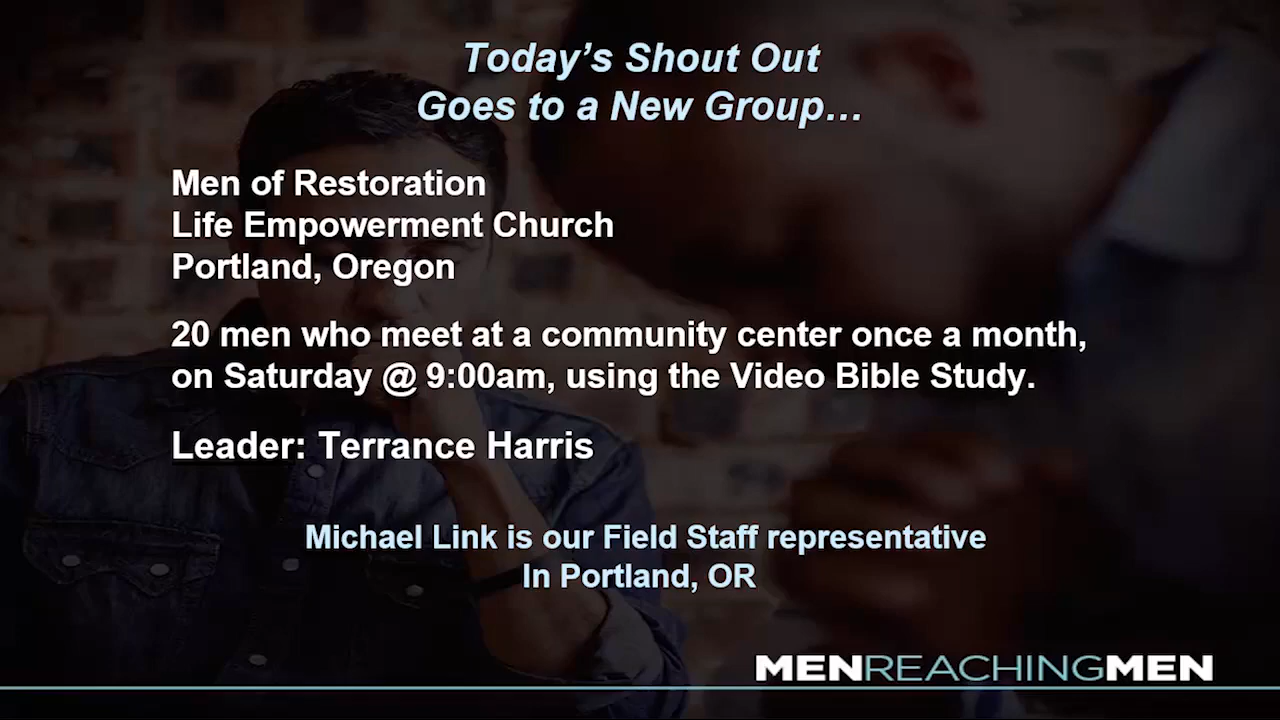 Today’s Shout Out
Goes to a New Group…
Men of Restoration
Life Empowerment Church
Portland, Oregon
20 men who meet at a community center once a month,
on Saturday @ 9:00am, using the Video Bible Study.
Leader: Terrance Harris
Michael Link is our Field Staff representative
In Portland, OR
MENREACHINGMEN